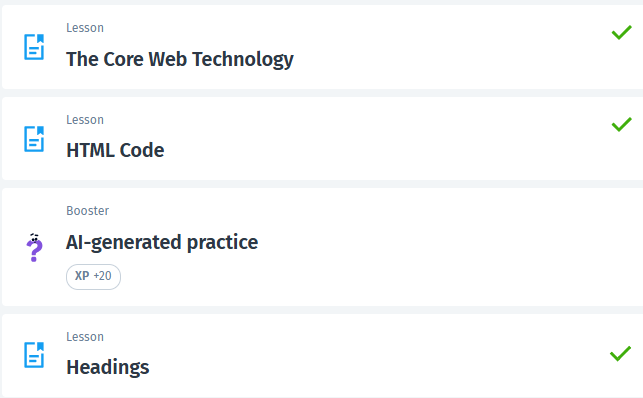 Lesson
The Core Web Technology
Lesson
HTML Code
Booster
AI-generated practice
XP +20
Lesson
Headings